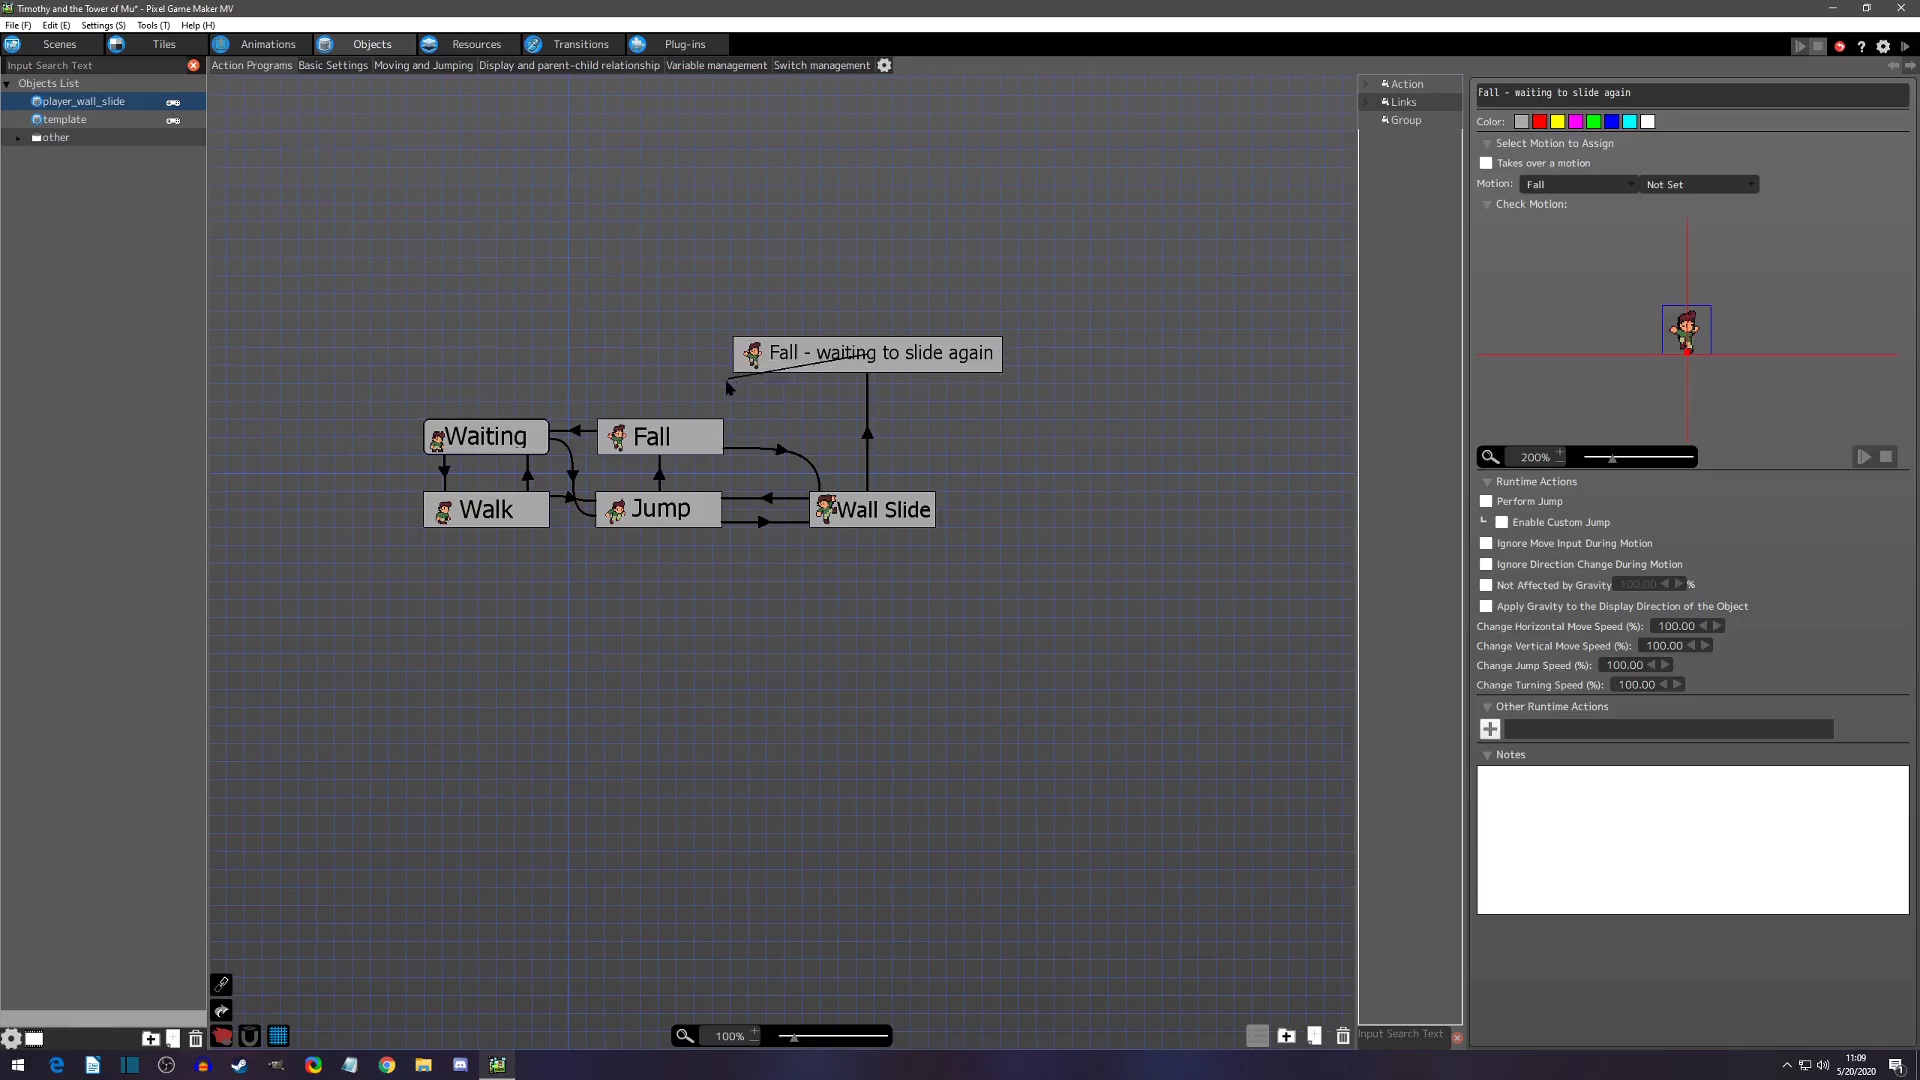 Timothy and the Tower of Mu* - Pixel Game Maker MV
File (F) Edit (E) Settings (S) Tools (T) Help (H)
Scenes Tiles Animations Objects Resources Transitions Plug-ins
Input Search Text
Action Programs Basic Settings Moving and Jumping Display and parent-child relationship Variable management Switch management
Objects List
player_wall_slide
template
other
Fall - waiting to slide again
Waiting
Fall
Walk
Jump
Wall Slide
100%
Action
Links
Group
Input Search Text
Fall - waiting to slide again
Color:
Select Motion to Assign
Takes over a motion
Motion: Fall Not Set
Check Motion:
200%
Runtime Actions
Perform Jump
Enable Custom Jump
Ignore Move Input During Motion
Ignore Direction Change During Motion
Not Affected by Gravity 100.00 %
Apply Gravity to the Display Direction of the Object
Change Horizontal Move Speed (%): 100.00
Change Vertical Move Speed (%): 100.00
Change Jump Speed (%): 100.00
Change Turning Speed (%): 100.00
Other Runtime Actions
Notes
11:09
5/20/2020